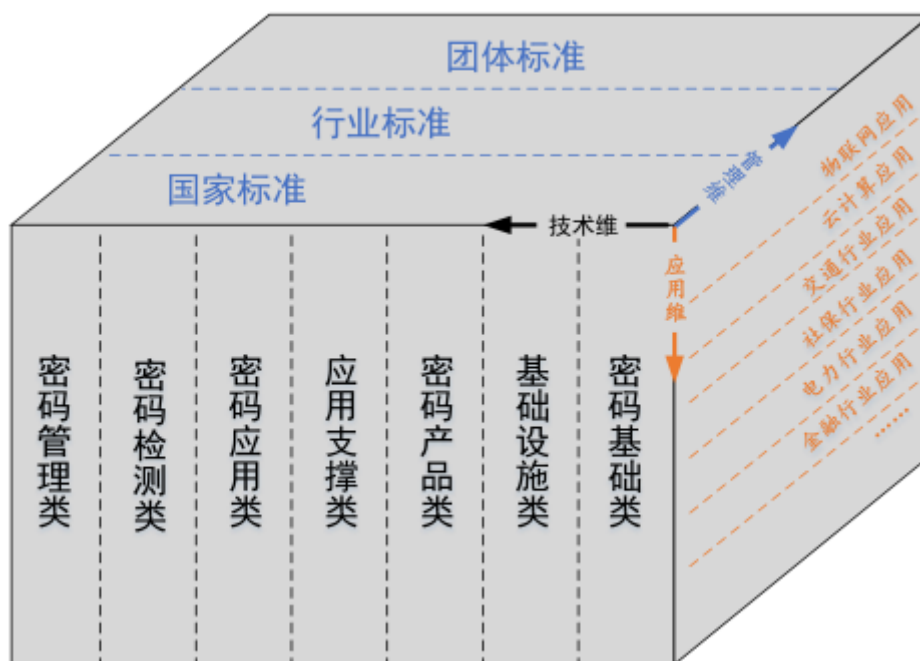 团体标准
行业标准
国家标准
管理维
技术维
应用维
物联网应用
云计算应用
交通行业应用
社保行业应用
电力行业应用
金融行业应用
……
密码管理类
密码检测类
密码应用类
应用支撑类
密码产品类
基础设施类
密码基础类